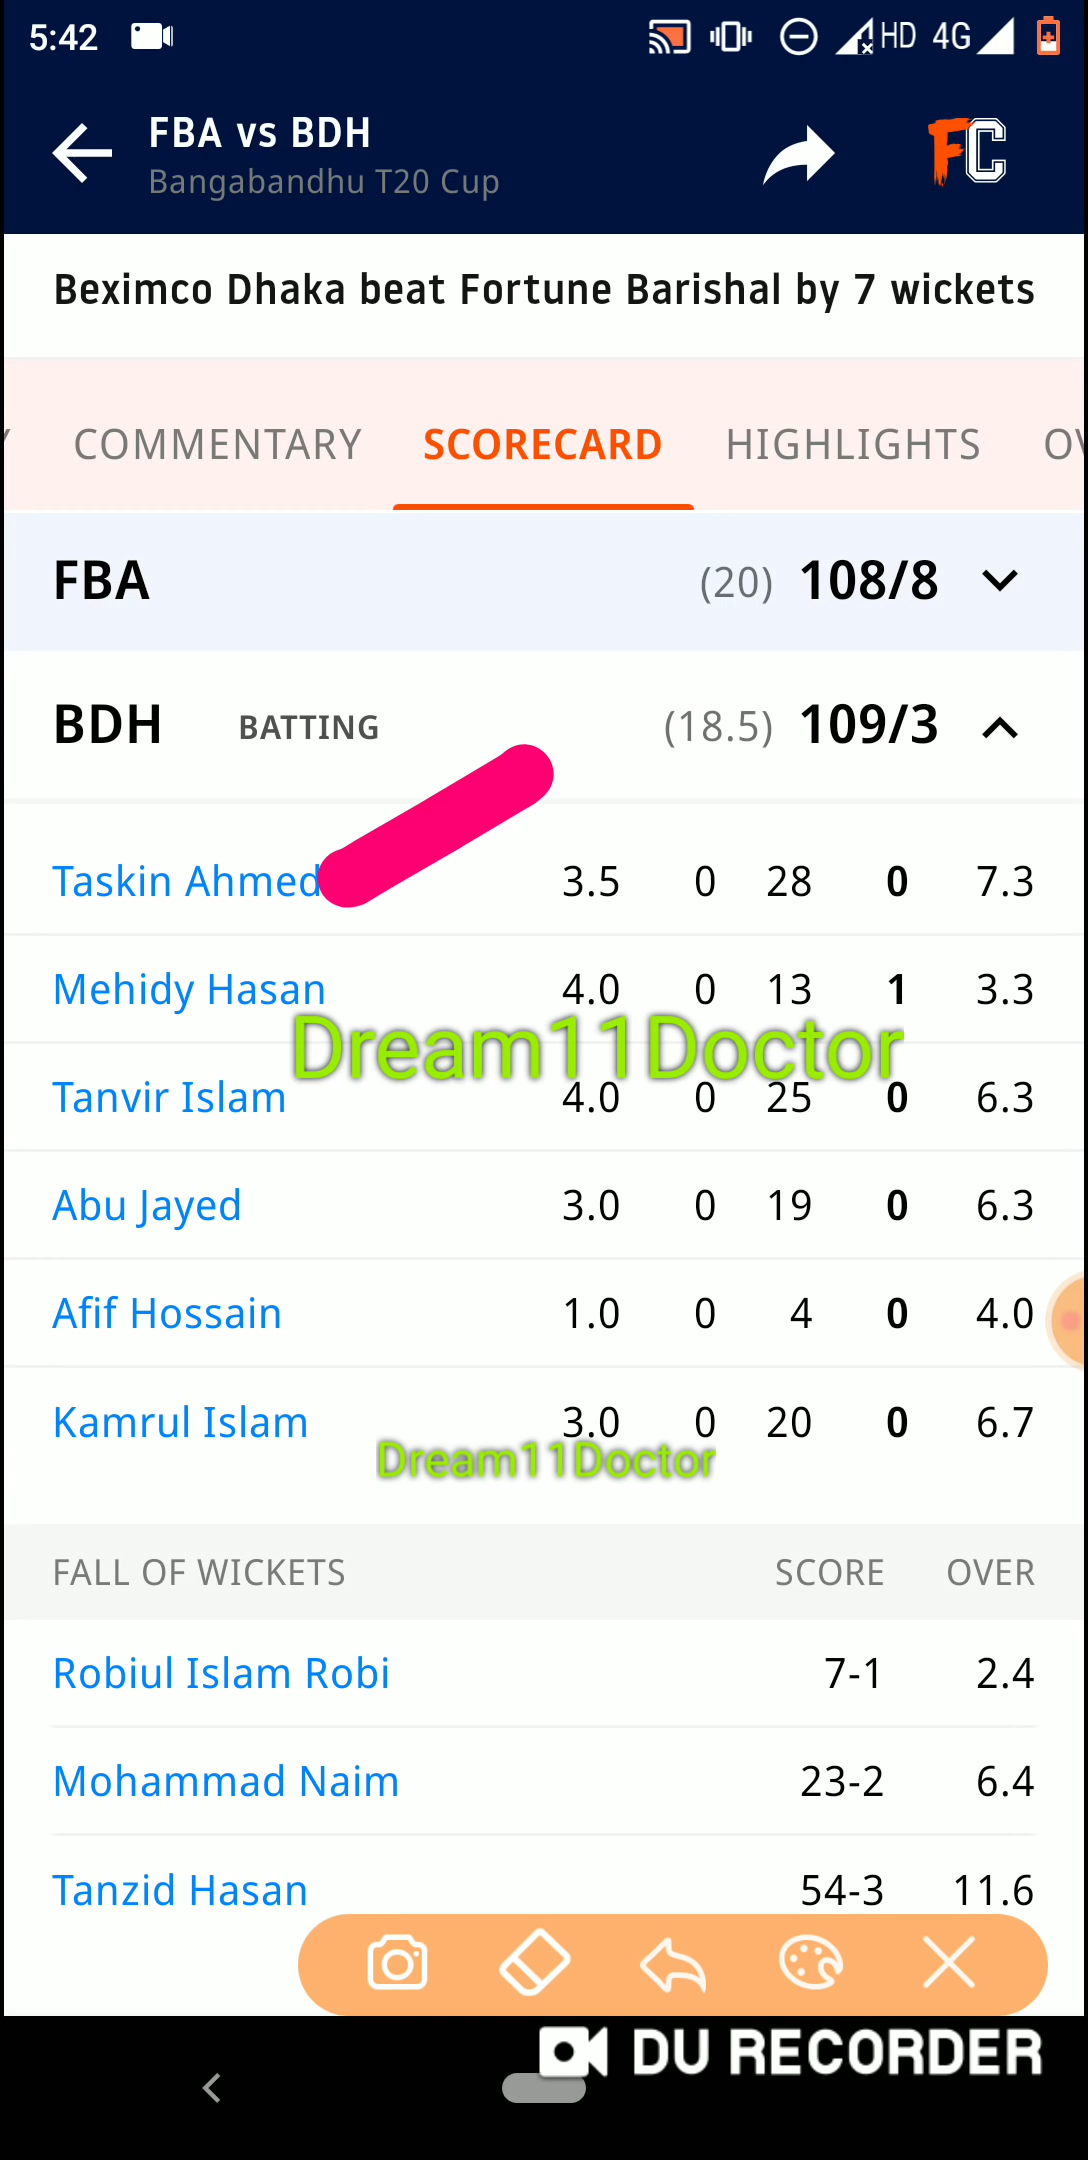 5:42 HD 4G
FBA vs BDH
Bangabandhu T20 Cup
FC
Beximco Dhaka beat Fortune Barishal by 7 wickets
COMMENTARY SCORECARD HIGHLIGHTS
FBA (20) 108/8
BDH BATTING (18.5) 109/3
Taskin Ahmed 3.5 0 28 0 7.3
Mehidy Hasan 4.0 0 13 1 3.3
Dream11Doctor
Tanvir Islam 4.0 0 25 0 6.3
Abu Jayed 3.0 0 19 0 6.3
Afif Hossain 1.0 0 4 0 4.0
Kamrul Islam 3.0 0 20 0 6.7
Dream11Doctor
FALL OF WICKETS SCORE OVER
Robiul Islam Robi 7-1 2.4
Mohammad Naim 23-2 6.4
Tanzid Hasan 54-3 11.6
DU RECORDER